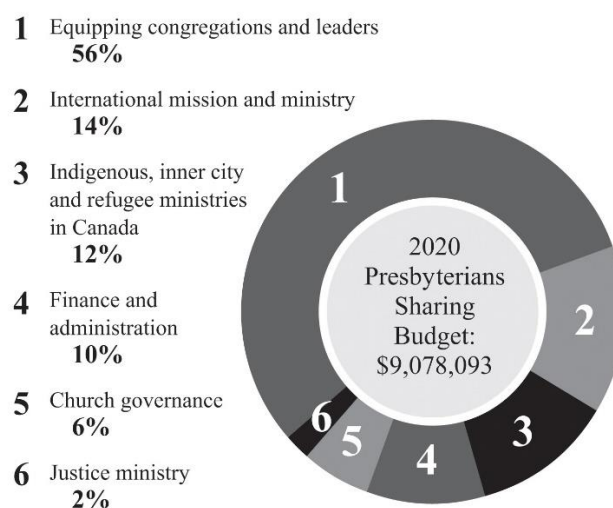 1 Equipping congregations and leaders
56%
2 International mission and ministry
14%
3 Indigenous, inner city
and refugee ministries
in Canada
12%
4 Finance and
administration
10%
5 Church governance
6%
6 Justice ministry
2%
1
2
3
4
5
6
2020
Presbyterians
Sharing
Budget:
$9,078,093